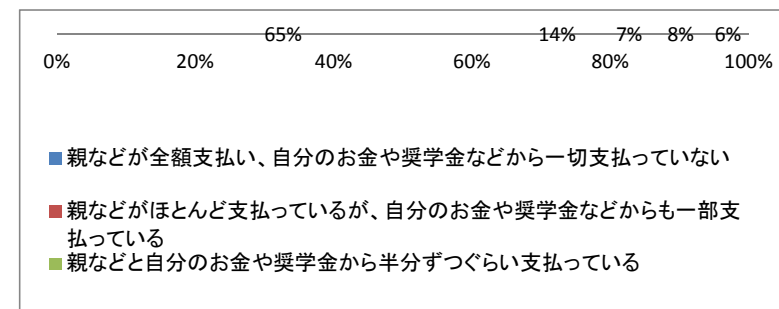 65% 14% 7% 8% 6%
0% 20% 40% 60% 80% 100%
親などが全額支払い、自分のお金や奨学金などから一切支払っていない
親などがほとんど支払っているが、自分のお金や奨学金などからも一部支
払っている
親などと自分のお金や奨学金から半分ずつぐらい支払っている